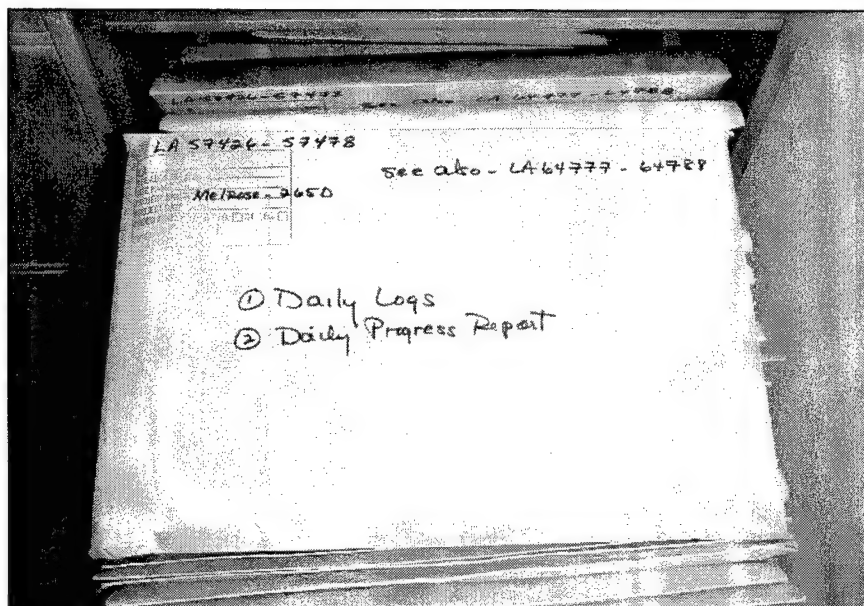 LA 57426 - 57478
see also - LA 64777 - 64788
Melrose - 2650
① Daily Logs
② Daily Progress Report